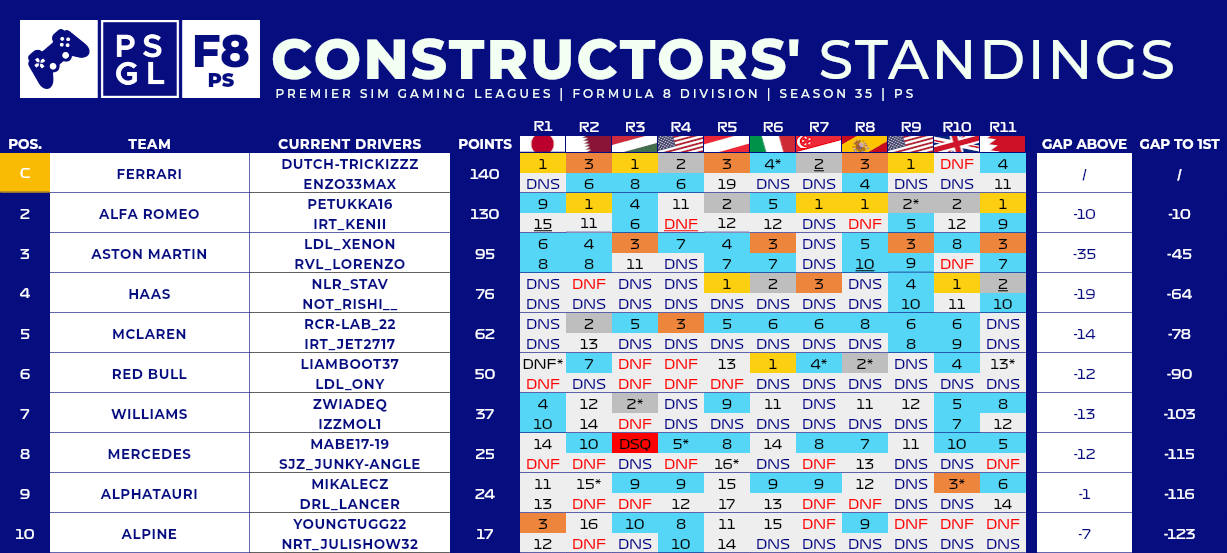 PS
GL
F8
PS
CONSTRUCTORS' STANDINGS
PREMIER SIM GAMING LEAGUES | FORMULA 8 DIVISION | SEASON 35 | PS
R1 R2 R3 R4 R5 R6 R7 R8 R9 R10 R11
POS. TEAM CURRENT DRIVERS POINTS GAP ABOVE GAP TO 1ST
DUTCH-TRICKIZZZ 1 3 1 2 3 4* 2 3 1 DNF 4
C FERRARI 140 / /
ENZO33MAX DNS 6 8 6 19 DNS DNS 4 DNS DNS 11
PETUKKA16 9 1 4 11 2 5 1 1 2* 2 1
2 ALFA ROMEO 130 -10 -10
IRT_KENII 15 11 6 DNF 12 12 DNS DNF 5 12 9
LDL_XENON 6 4 3 7 4 3 DNS 5 3 8 3
3 ASTON MARTIN 95 -35 -45
RVL_LORENZO 8 8 11 DNS 7 7 DNS 10 9 DNF 7
NLR_STAV DNS DNF DNS DNS 1 2 3 DNS 4 1 2
4 HAAS 76 -19 -64
NOT_RISHI__ DNS DNS DNS DNS DNS DNS DNS DNS 10 11 10
RCR-LAB_22 DNS 2 5 3 5 6 6 8 6 6 DNS
5 MCLAREN 62 -14 -78
IRT_JET2717 DNS 13 DNS DNS DNS DNS DNS DNS 8 9 DNS
LIAMBOOT37 DNF* 7 DNF DNF 13 1 4* 2* DNS 4 13*
6 RED BULL 50 -12 -90
LDL_ONY DNF DNS DNF DNF DNF DNS DNS DNS DNS DNS DNS
ZWIADEQ 4 12 2* DNS 9 11 DNS 11 12 5 8
7 WILLIAMS 37 -13 -103
IZZMOL1 10 14 DNF DNS DNS DNS DNS DNS DNS 7 12
MABE17-19 14 10 DSQ 5* 8 14 8 7 11 10 5
8 MERCEDES 25 -12 -115
SJZ_JUNKY-ANGLE DNF DNF DNS DNF 16* DNS DNF 13 DNS DNS DNF
MIKALECZ 11 15* 9 9 15 9 9 12 DNS 3* 6
9 ALPHATAURI 24 -1 -116
DRL_LANCER 13 DNF DNF 12 17 13 DNF DNF DNS DNS 14
YOUNGTUGG22 3 16 10 8 11 15 DNF 9 DNF DNF DNF
10 ALPINE 17 -7 -123
NRT_JULISHOW32 12 DNF DNS 10 14 DNS DNS DNS DNS DNS DNS